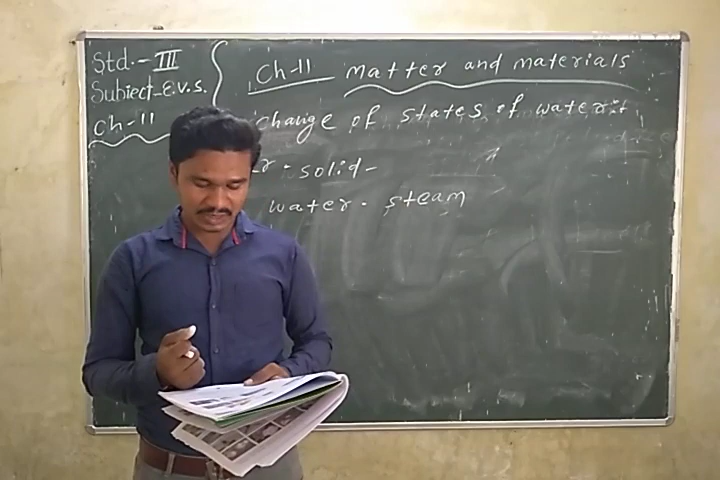 Std.-III
Subject-E.V.S.
Ch-11
Ch-11 Matter and materials
change of states of water:-
solid-
water - steam